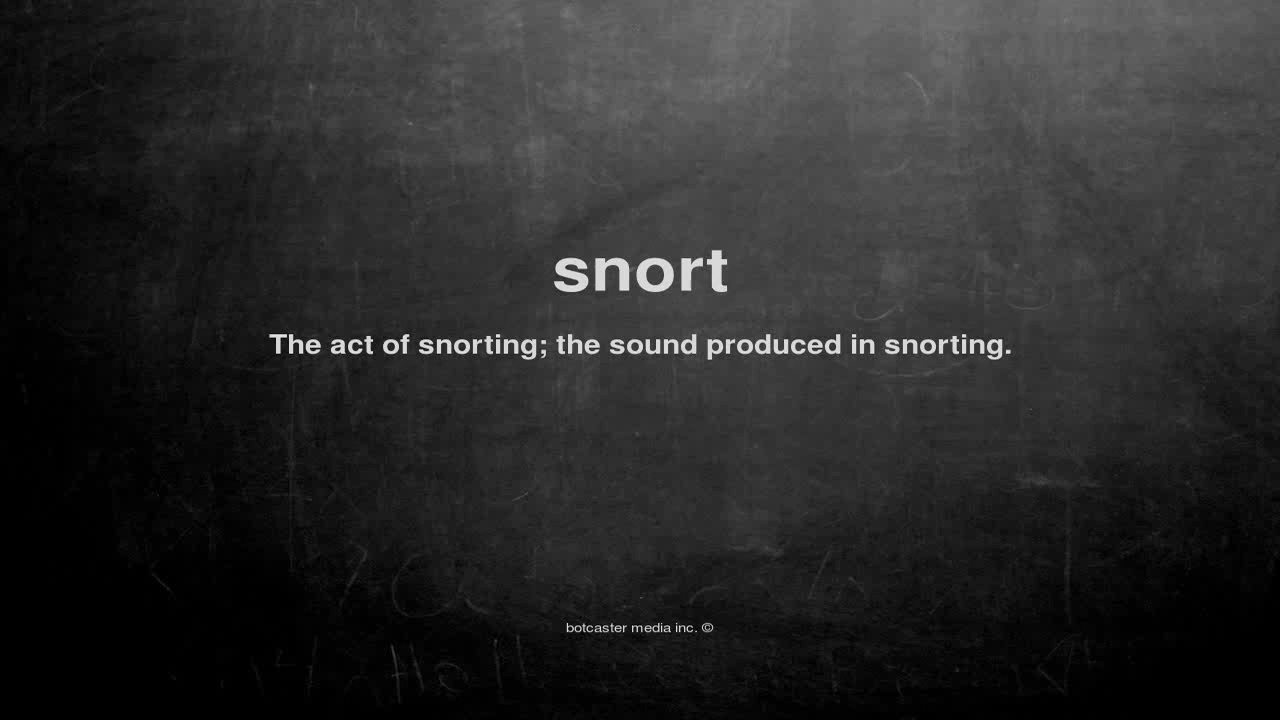 snort
The act of snorting; the sound produced in snorting.
botcaster media inc. ©